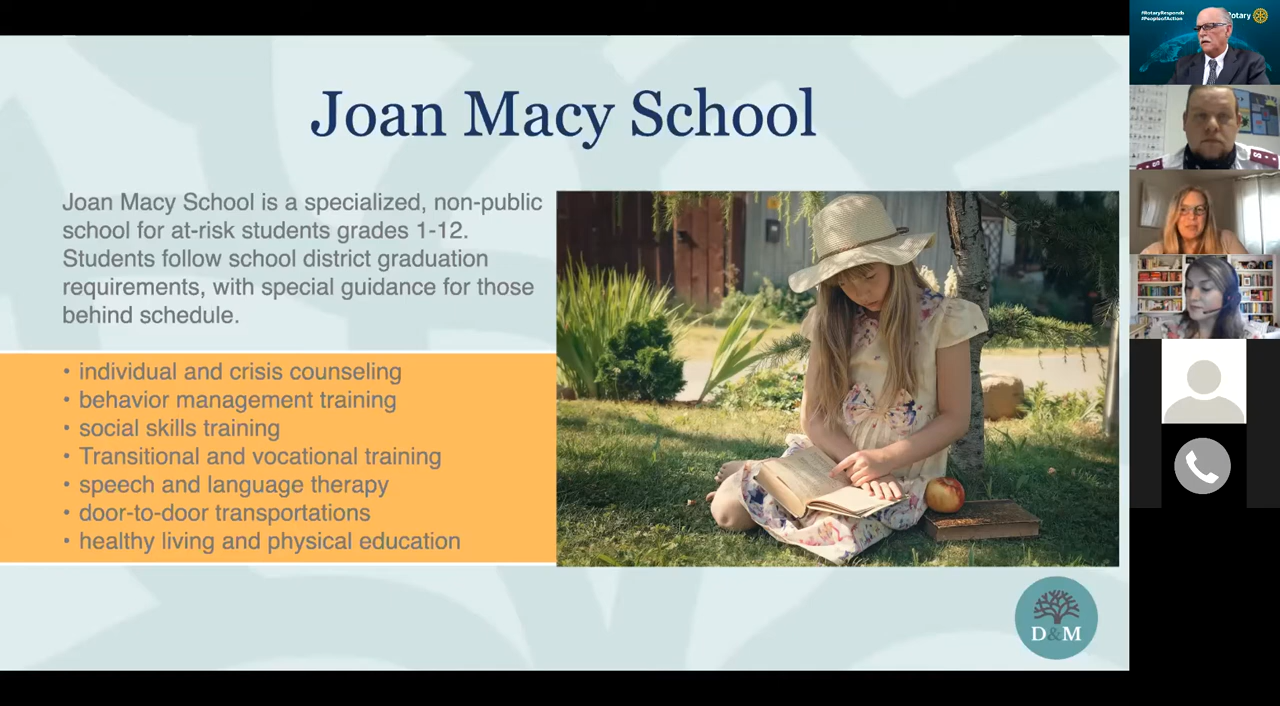 Joan Macy School
Joan Macy School is a specialized, non-public
school for at-risk students grades 1-12.
Students follow school district graduation
requirements, with special guidance for those
behind schedule.
• individual and crisis counseling
• behavior management training
• social skills training
• Transitional and vocational training
• speech and language therapy
• door-to-door transportations
• healthy living and physical education
D&M
#RotaryResponds
#PeopleofAction
Rotary